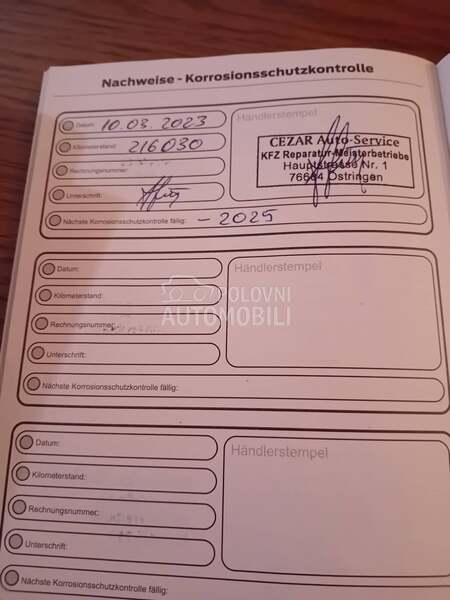 Nachweise - Korrosionsschutzkontrolle
Datum: 10.03.2023
Händlerstempel
Kilometerstand: 216030
CEZAR Auto-Service
KFZ Reparatur-Meisterbetriebe
Hauptstrasse Nr. 1
76684 Östringen
Rechnungsnummer:
Unterschrift:
Nächste Korrosionsschutzkontrolle fällig: - 2025
Datum:
Händlerstempel
Kilometerstand:
Rechnungsnummer:
Unterschrift:
Nächste Korrosionsschutzkontrolle fällig:
POLOVNI
AUTOMOBILI
Datum:
Händlerstempel
Kilometerstand:
Rechnungsnummer:
Unterschrift:
Nächste Korrosionsschutzkontrolle fällig: